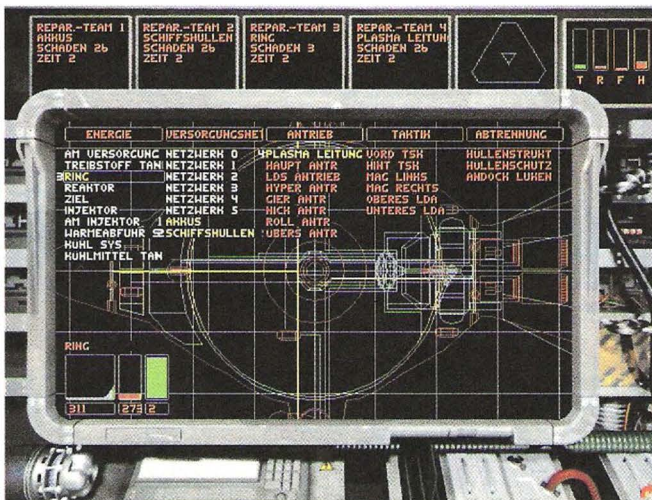 REPAR.-TEAM 1
AKKUS
SCHADEN 26
ZEIT 2
REPAR.-TEAM 2
SCHIFFSHULLEN
SCHADEN 26
ZEIT 2
REPAR.-TEAM 3
RING
SCHADEN 3
ZEIT 2
REPAR.-TEAM 4
PLASMA LEITUN
SCHADEN 26
ZEIT 2
T R F H
ENERGIE
AM VERSORGUNG
TREIBSTOFF TAN
3RING
REAKTOR
ZIEL
INJEKTOR
AM INJEKTOR
WARMEABFUHR
KUHL SYS
KUHLMITTEL TAN
VERSORGUNGSNET
NETZWERK 0
NETZWERK 1
NETZWERK 2
NETZWERK 3
NETZWERK 4
NETZWERK 5
1 AKKUS
2SCHIFFSHULLEN
ANTRIEB
4PLASMA LEITUNG
HAUPT ANTR
LDS ANTRIEB
HYPER ANTR
GIER ANTR
NICK ANTR
ROLL ANTR
UBERS ANTR
TAKTIK
VORD TSK
HINT TSK
MAG LINKS
MAG RECHTS
OBERES LDA
UNTERES LDA
ABTRENNUNG
HULLENSTRUKT
HULLENSCHUTZ
ANDOCK LUKEN
RING
311 273 2